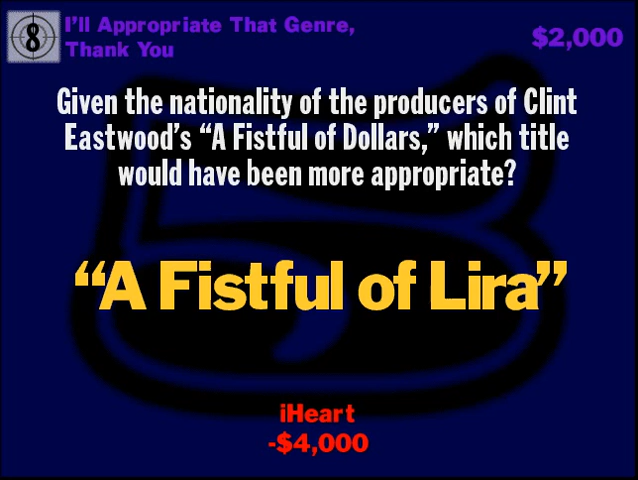 8
I'll Appropriate That Genre,
Thank You
$2,000
Given the nationality of the producers of Clint
Eastwood's “A Fistful of Dollars,” which title
would have been more appropriate?
“A Fistful of Lira”
iHeart
-$4,000